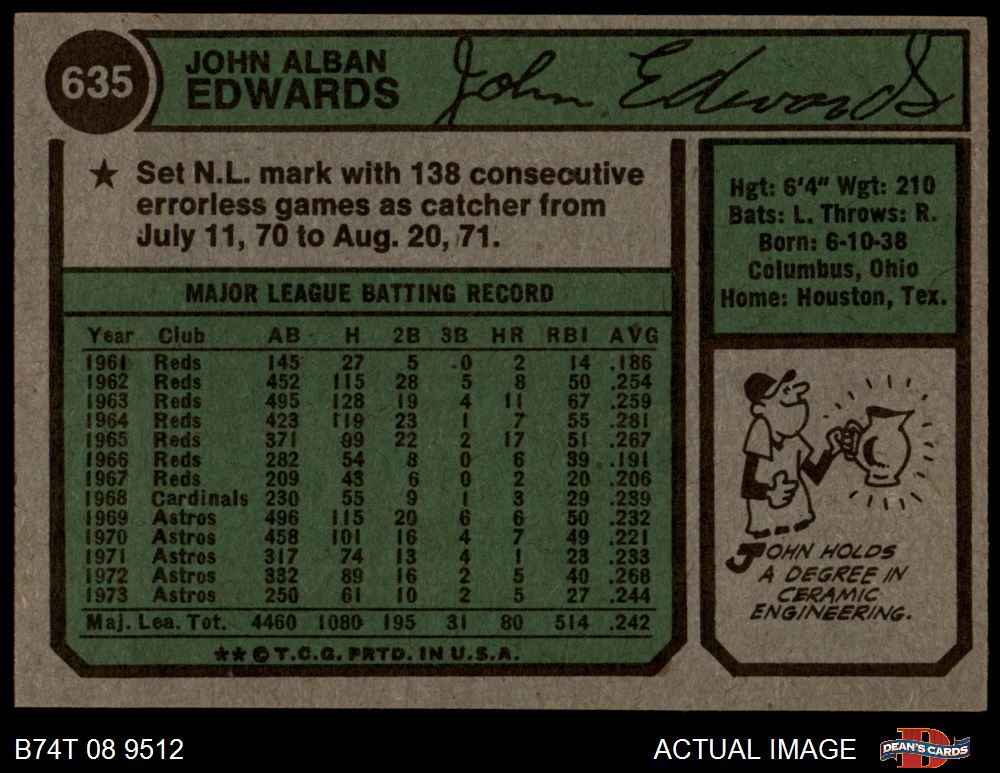 635
JOHN ALBAN
EDWARDS
John Edwards
★ Set N.L. mark with 138 consecutive
errorless games as catcher from
July 11, 70 to Aug. 20, 71.
Hgt: 6'4" Wgt: 210
Bats: L. Throws: R.
Born: 6-10-38
Columbus, Ohio
Home: Houston, Tex.
MAJOR LEAGUE BATTING RECORD
Year Club AB H 2B 3B HR RBI AVG
1961 Reds 145 27 5 0 2 14 .186
1962 Reds 452 115 28 5 8 50 .254
1963 Reds 495 128 19 4 11 67 .259
1964 Reds 423 119 23 1 7 55 .281
1965 Reds 371 99 22 2 17 51 .267
1966 Reds 282 54 8 0 6 39 .191
1967 Reds 209 43 6 0 2 20 .206
1968 Cardinals 230 55 9 1 3 29 .239
1969 Astros 496 115 20 6 6 50 .232
1970 Astros 458 101 16 4 7 49 .221
1971 Astros 317 74 13 4 1 23 .233
1972 Astros 332 89 16 2 5 40 .268
1973 Astros 250 61 10 2 5 27 .244
Maj. Lea. Tot. 4460 1080 195 31 80 514 .242
★★ © T.C.G. PRTD. IN U.S.A.
JOHN HOLDS
A DEGREE IN
CERAMIC
ENGINEERING.
B74T 08 9512
ACTUAL IMAGE
DEAN'S CARDS